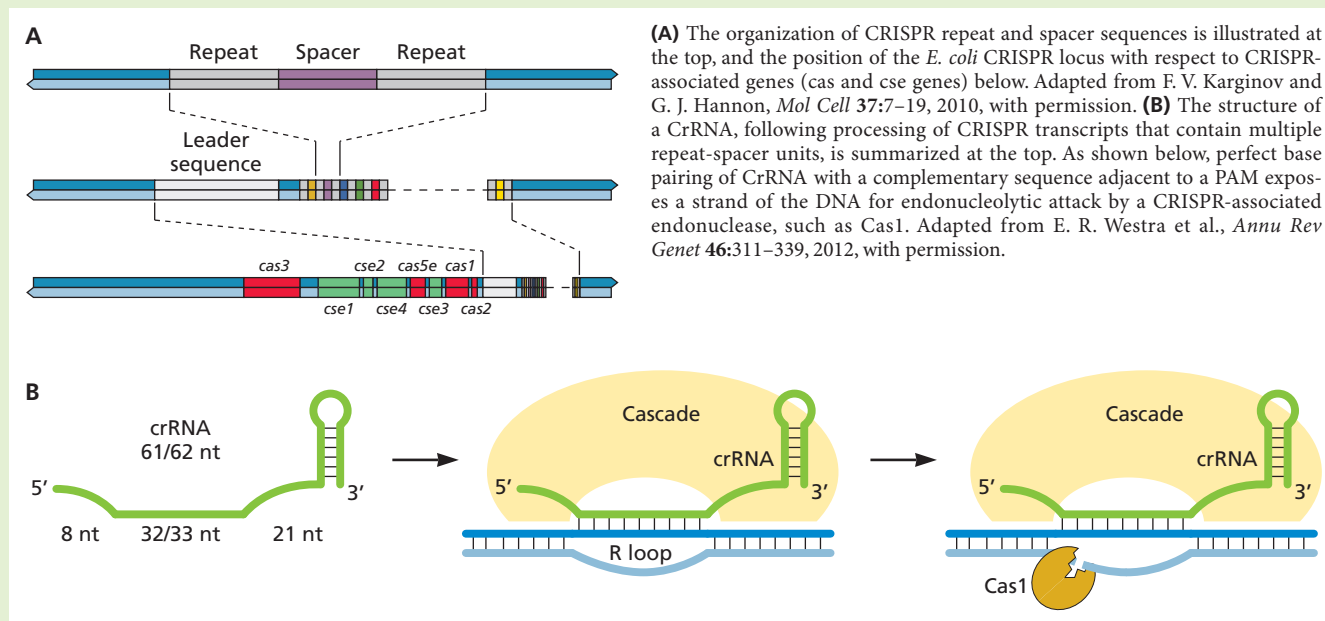 A
Repeat Spacer Repeat
Leader
sequence
cas3 cse2 cas5e cas1
cse1 cse4 cse3 cas2
(A) The organization of CRISPR repeat and spacer sequences is illustrated at
the top, and the position of the E. coli CRISPR locus with respect to CRISPR-
associated genes (cas and cse genes) below. Adapted from F. V. Karginov and
G. J. Hannon, Mol Cell 37:7–19, 2010, with permission. (B) The structure of
a CrRNA, following processing of CRISPR transcripts that contain multiple
repeat-spacer units, is summarized at the top. As shown below, perfect base
pairing of CrRNA with a complementary sequence adjacent to a PAM expos-
es a strand of the DNA for endonucleolytic attack by a CRISPR-associated
endonuclease, such as Cas1. Adapted from E. R. Westra et al., Annu Rev
Genet 46:311–339, 2012, with permission.
B
crRNA
61/62 nt
5′ 3′
8 nt 32/33 nt 21 nt
Cascade
crRNA
5′ 3′
R loop
Cascade
crRNA
5′ 3′
Cas1